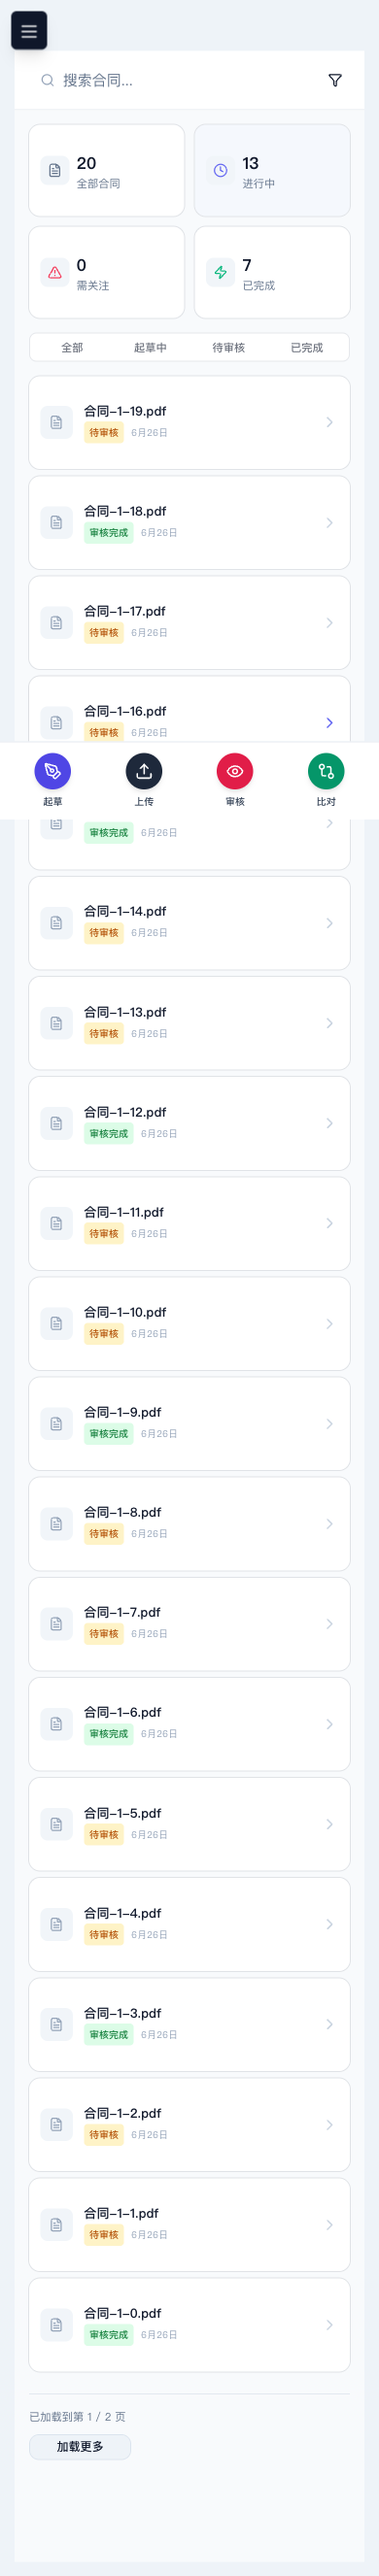 搜索合同...
20
全部合同
13
进行中
0
需关注
7
已完成
全部 起草中 待审核 已完成
合同-1-19.pdf
待审核 6月26日
合同-1-18.pdf
审核完成 6月26日
合同-1-17.pdf
待审核 6月26日
合同-1-16.pdf
待审核 6月26日
起草 上传 审核 比对
审核完成 6月26日
合同-1-14.pdf
待审核 6月26日
合同-1-13.pdf
待审核 6月26日
合同-1-12.pdf
审核完成 6月26日
合同-1-11.pdf
待审核 6月26日
合同-1-10.pdf
待审核 6月26日
合同-1-9.pdf
审核完成 6月26日
合同-1-8.pdf
待审核 6月26日
合同-1-7.pdf
待审核 6月26日
合同-1-6.pdf
审核完成 6月26日
合同-1-5.pdf
待审核 6月26日
合同-1-4.pdf
待审核 6月26日
合同-1-3.pdf
审核完成 6月26日
合同-1-2.pdf
待审核 6月26日
合同-1-1.pdf
待审核 6月26日
合同-1-0.pdf
审核完成 6月26日
已加载到第 1 / 2 页
加载更多